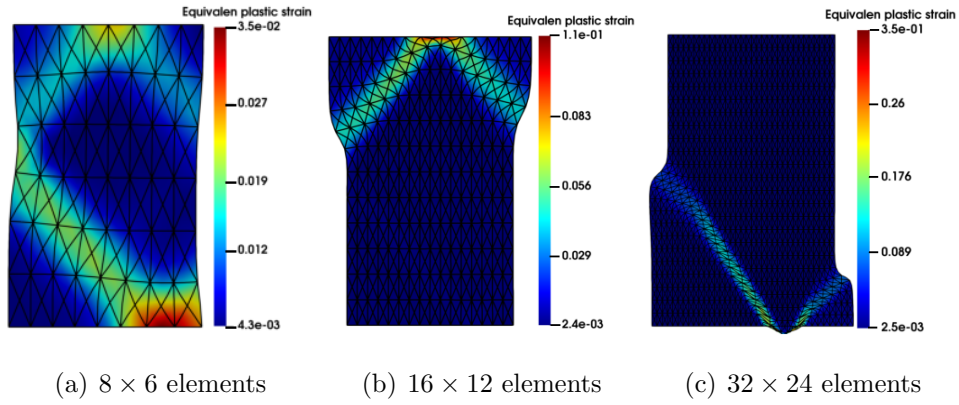 Equivalen plastic strain
3.5e-02
0.027
0.019
0.012
4.3e-03
Equivalen plastic strain
1.1e-01
0.083
0.056
0.029
2.4e-03
Equivalen plastic strain
3.5e-01
0.26
0.176
0.089
2.5e-03
(a) 8 × 6 elements
(b) 16 × 12 elements
(c) 32 × 24 elements